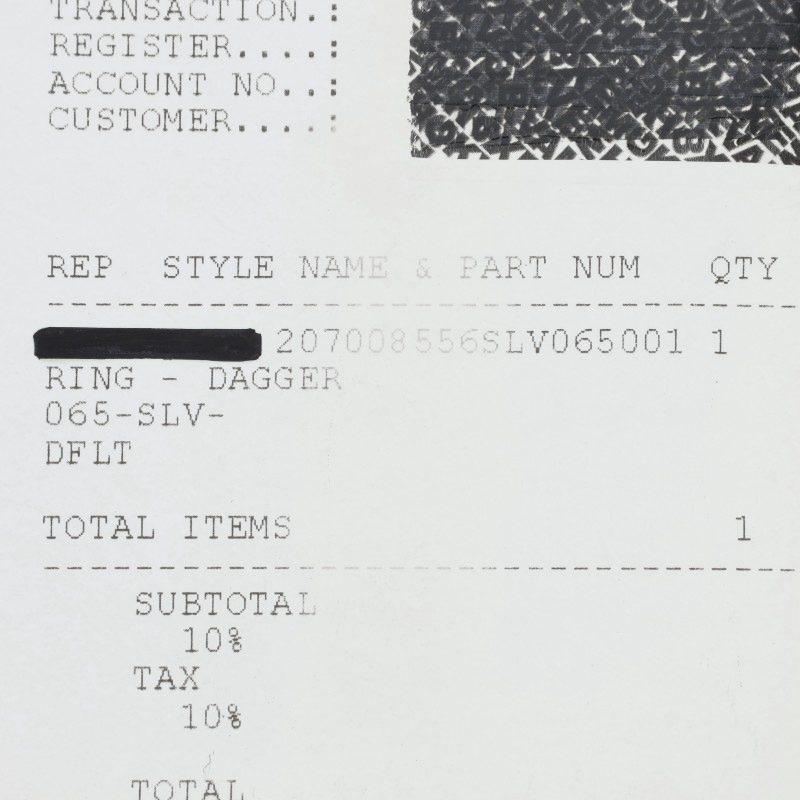 TRANSACTION.:
REGISTER....:
ACCOUNT NO..:
CUSTOMER....:
REP STYLE NAME & PART NUM QTY
--------------------------------
207008556SLV065001 1
RING - DAGGER
065-SLV-
DFLT
TOTAL ITEMS 1
--------------------------------
SUBTOTAL
10%
TAX
10%
TOTAL